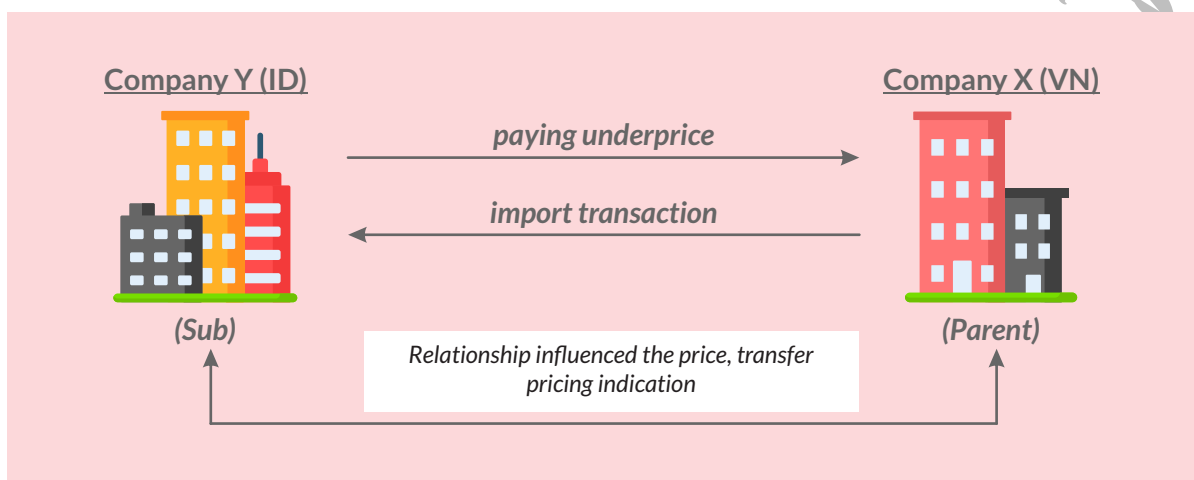 Company Y (ID)
Company X (VN)
paying underprice
import transaction
(Sub)
(Parent)
Relationship influenced the price, transfer
pricing indication